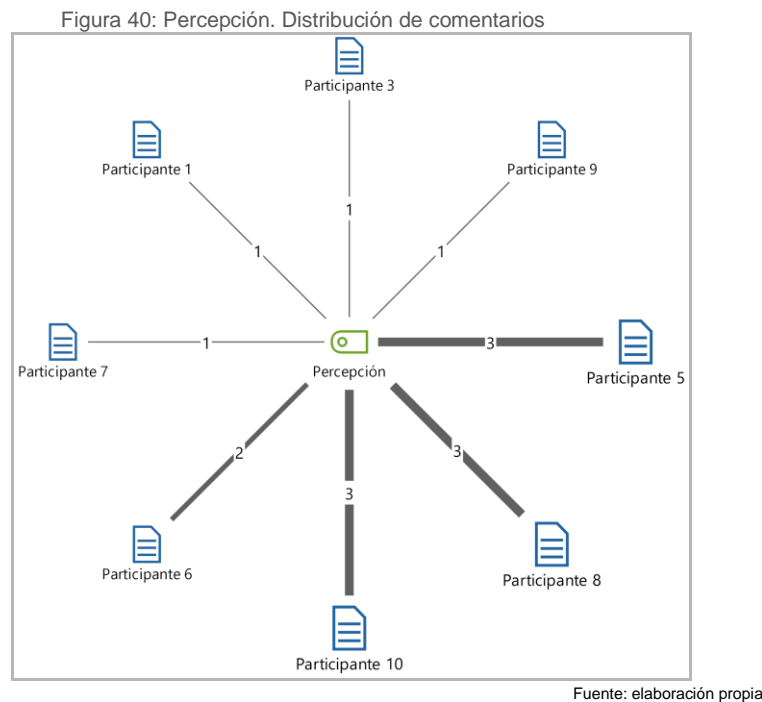 Figura 40: Percepción. Distribución de comentarios
Participante 3
Participante 1
Participante 9
1
1
1
Participante 7
1
Percepción
3
Participante 5
2
3
3
Participante 6
Participante 8
Participante 10
Fuente: elaboración propia